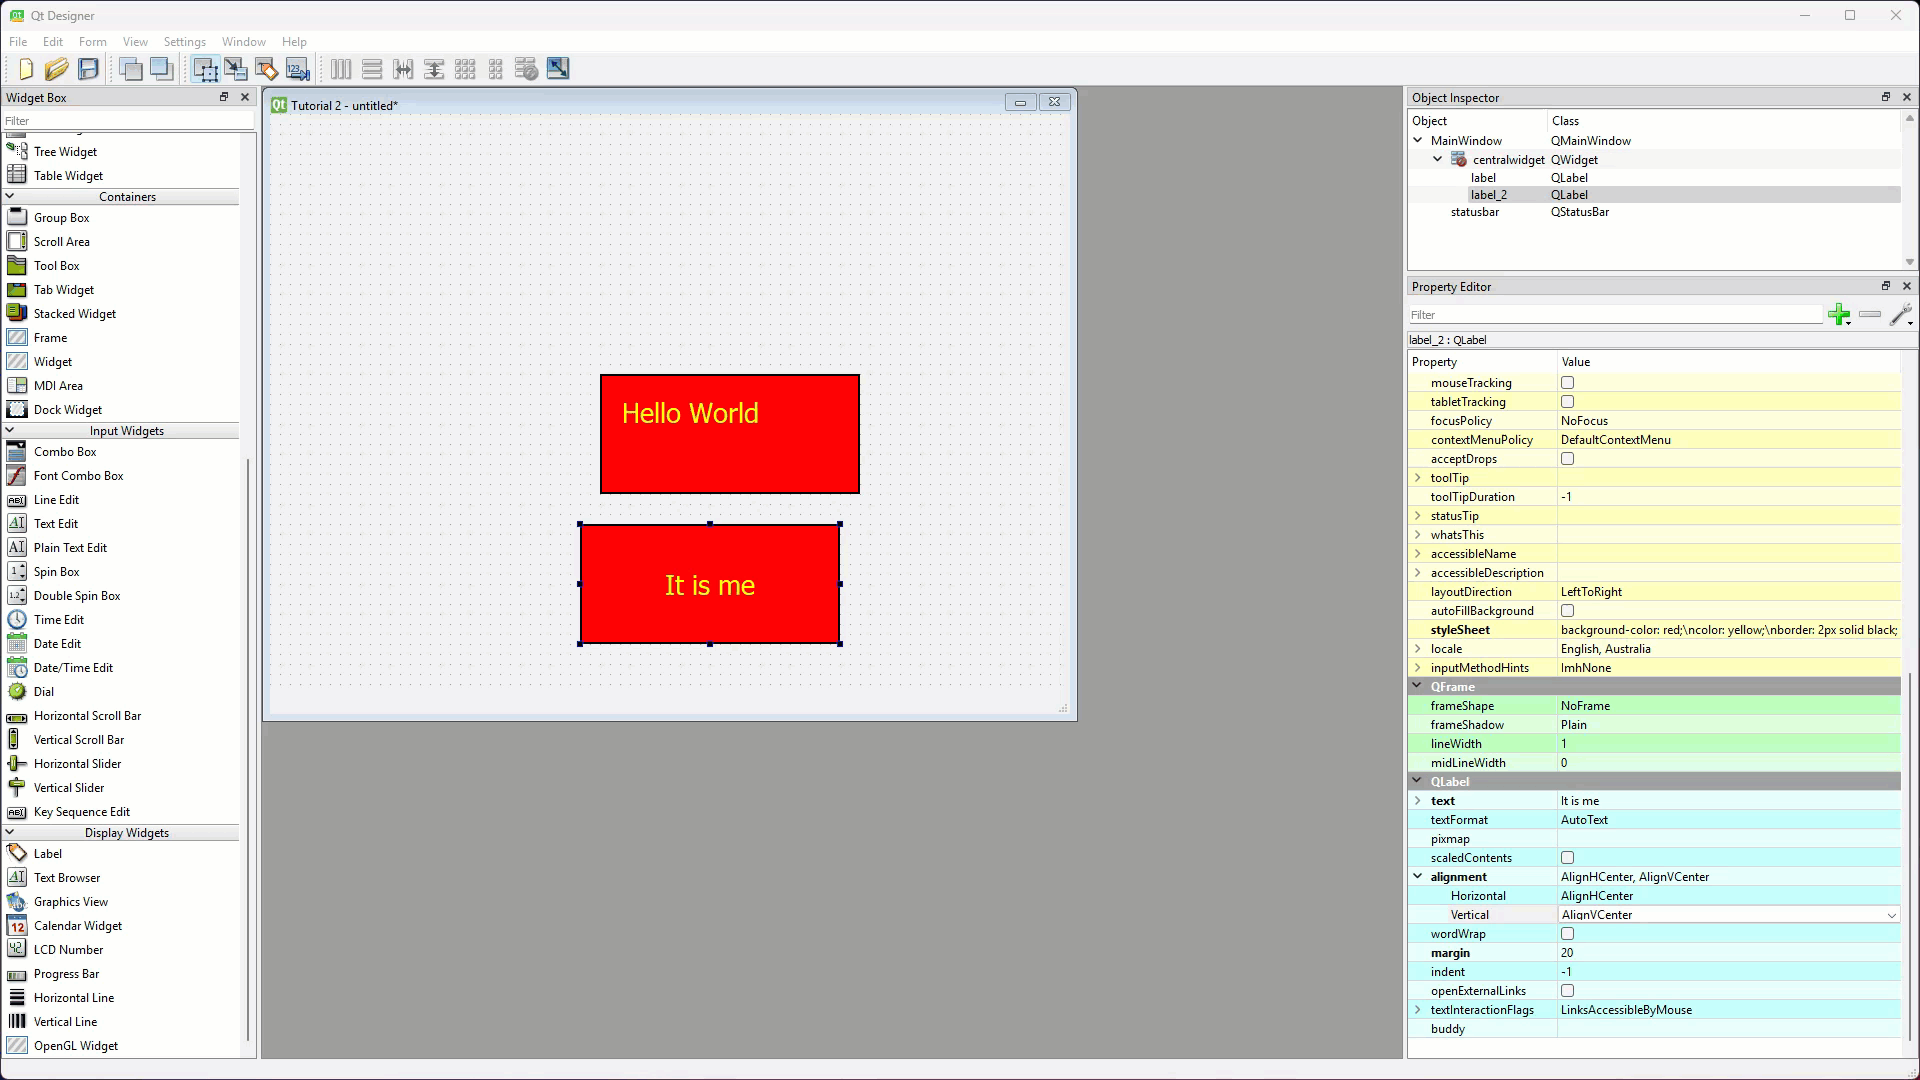 Qt Designer
File Edit Form View Settings Window Help
Widget Box
Filter
Tree Widget
Table Widget
Containers
Group Box
Scroll Area
Tool Box
Tab Widget
Stacked Widget
Frame
Widget
MDI Area
Dock Widget
Input Widgets
Combo Box
Font Combo Box
Line Edit
Text Edit
Plain Text Edit
Spin Box
Double Spin Box
Time Edit
Date Edit
Date/Time Edit
Dial
Horizontal Scroll Bar
Vertical Scroll Bar
Horizontal Slider
Vertical Slider
Key Sequence Edit
Display Widgets
Label
Text Browser
Graphics View
Calendar Widget
LCD Number
Progress Bar
Horizontal Line
Vertical Line
OpenGL Widget
Qt Tutorial 2 - untitled*
Hello World
It is me
Object Inspector
Object Class
MainWindow QMainWindow
centralwidget QWidget
label QLabel
label_2 QLabel
statusbar QStatusBar
Property Editor
Filter
label_2 : QLabel
Property Value
mouseTracking
tabletTracking
focusPolicy NoFocus
contextMenuPolicy DefaultContextMenu
acceptDrops
toolTip
toolTipDuration -1
statusTip
whatsThis
accessibleName
accessibleDescription
layoutDirection LeftToRight
autoFillBackground
styleSheet background-color: red;\ncolor: yellow;\nborder: 2px solid black;
locale English, Australia
inputMethodHints ImhNone
QFrame
frameShape NoFrame
frameShadow Plain
lineWidth 1
midLineWidth 0
QLabel
text It is me
textFormat AutoText
pixmap
scaledContents
alignment AlignHCenter, AlignVCenter
Horizontal AlignHCenter
Vertical AlignVCenter
wordWrap
margin 20
indent -1
openExternalLinks
textInteractionFlags LinksAccessibleByMouse
buddy